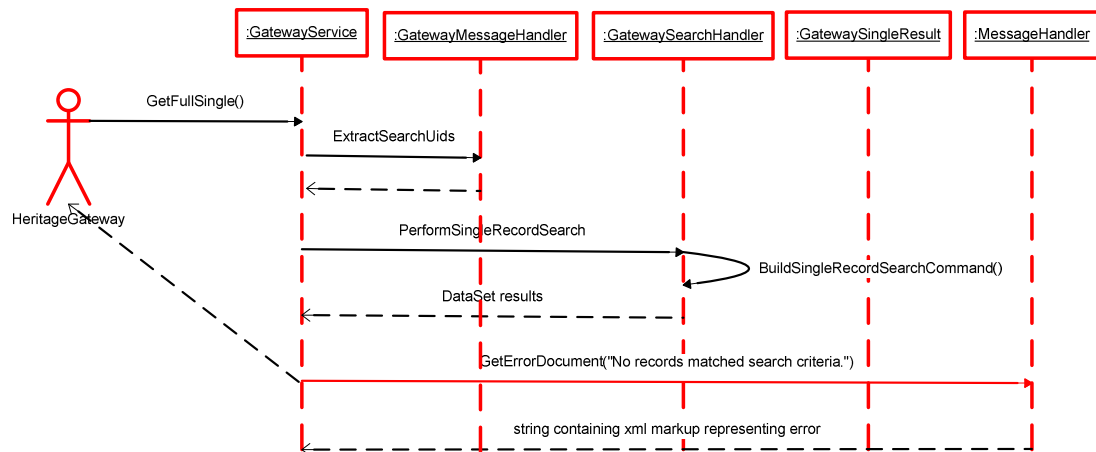 :GatewayService
:GatewayMessageHandler
:GatewaySearchHandler
:GatewaySingleResult
:MessageHandler
GetFullSingle()
ExtractSearchUids
HeritageGateway
PerformSingleRecordSearch
BuildSingleRecordSearchCommand()
DataSet results
GetErrorDocument("No records matched search criteria.")
string containing xml markup representing error